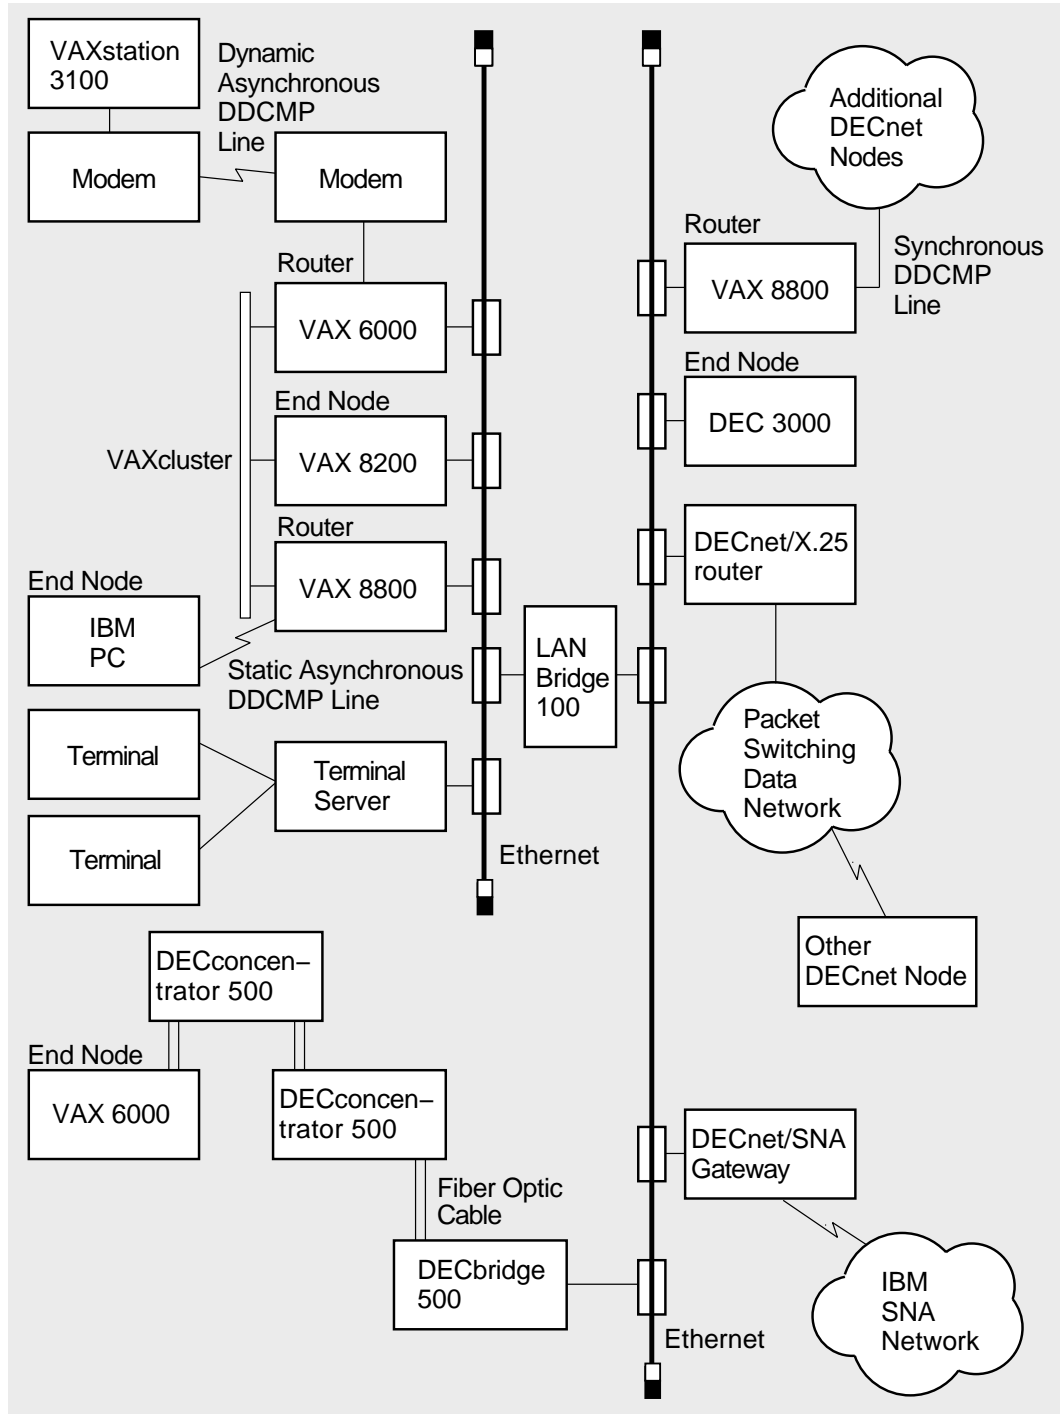 VAXstation
3100
Dynamic
Asynchronous
DDCMP
Line
Modem
Modem
Additional
DECnet
Nodes
Router
VAX 8800
Synchronous
DDCMP
Line
Router
VAX 6000
End Node
DEC 3000
End Node
VAX 8200
VAXcluster
Router
VAX 8800
DECnet/X.25
router
End Node
IBM
PC
Static Asynchronous
DDCMP Line
LAN
Bridge
100
Packet
Switching
Data
Network
Terminal
Terminal
Server
Terminal
Ethernet
Other
DECnet Node
DECconcen–
trator 500
End Node
VAX 6000
DECconcen–
trator 500
DECnet/SNA
Gateway
Fiber Optic
Cable
DECbridge
500
IBM
SNA
Network
Ethernet